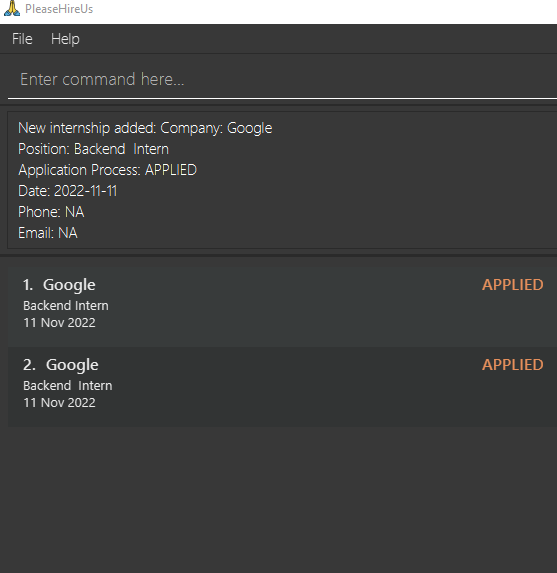 PleaseHireUs
File Help
Enter command here...
New internship added: Company: Google
Position: Backend  Intern
Application Process: APPLIED
Date: 2022-11-11
Phone: NA
Email: NA
1. Google APPLIED
Backend Intern
11 Nov 2022
2. Google APPLIED
Backend  Intern
11 Nov 2022